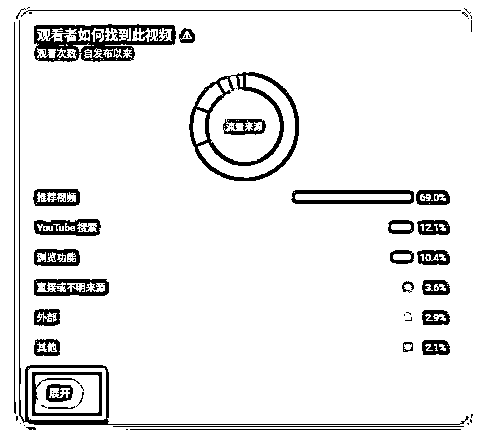 观看者如何找到此视频
观看次数 · 自发布以来
流量来源
推荐视频 69.0%
YouTube 搜索 12.1%
浏览功能 10.4%
直接或不明来源 3.6%
外部 2.9%
其他 2.1%
展开